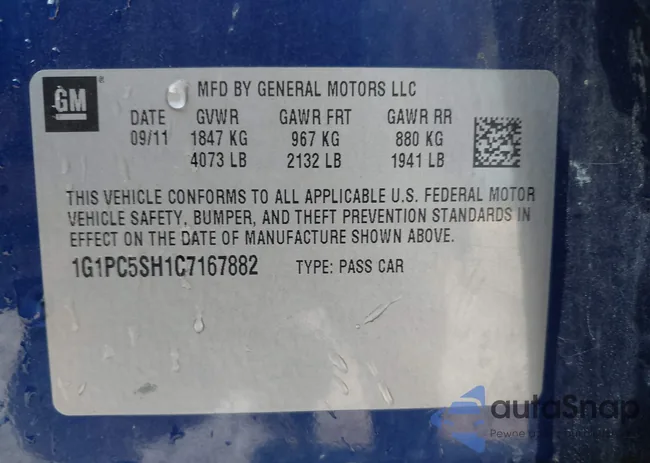 GM
MFD BY GENERAL MOTORS LLC
DATE GVWR GAWR FRT GAWR RR
09/11 1847 KG 967 KG 880 KG
4073 LB 2132 LB 1941 LB
THIS VEHICLE CONFORMS TO ALL APPLICABLE U.S. FEDERAL MOTOR
VEHICLE SAFETY, BUMPER, AND THEFT PREVENTION STANDARDS IN
EFFECT ON THE DATE OF MANUFACTURE SHOWN ABOVE.
1G1PC5SH1C7167882 TYPE: PASS CAR
autoSnap